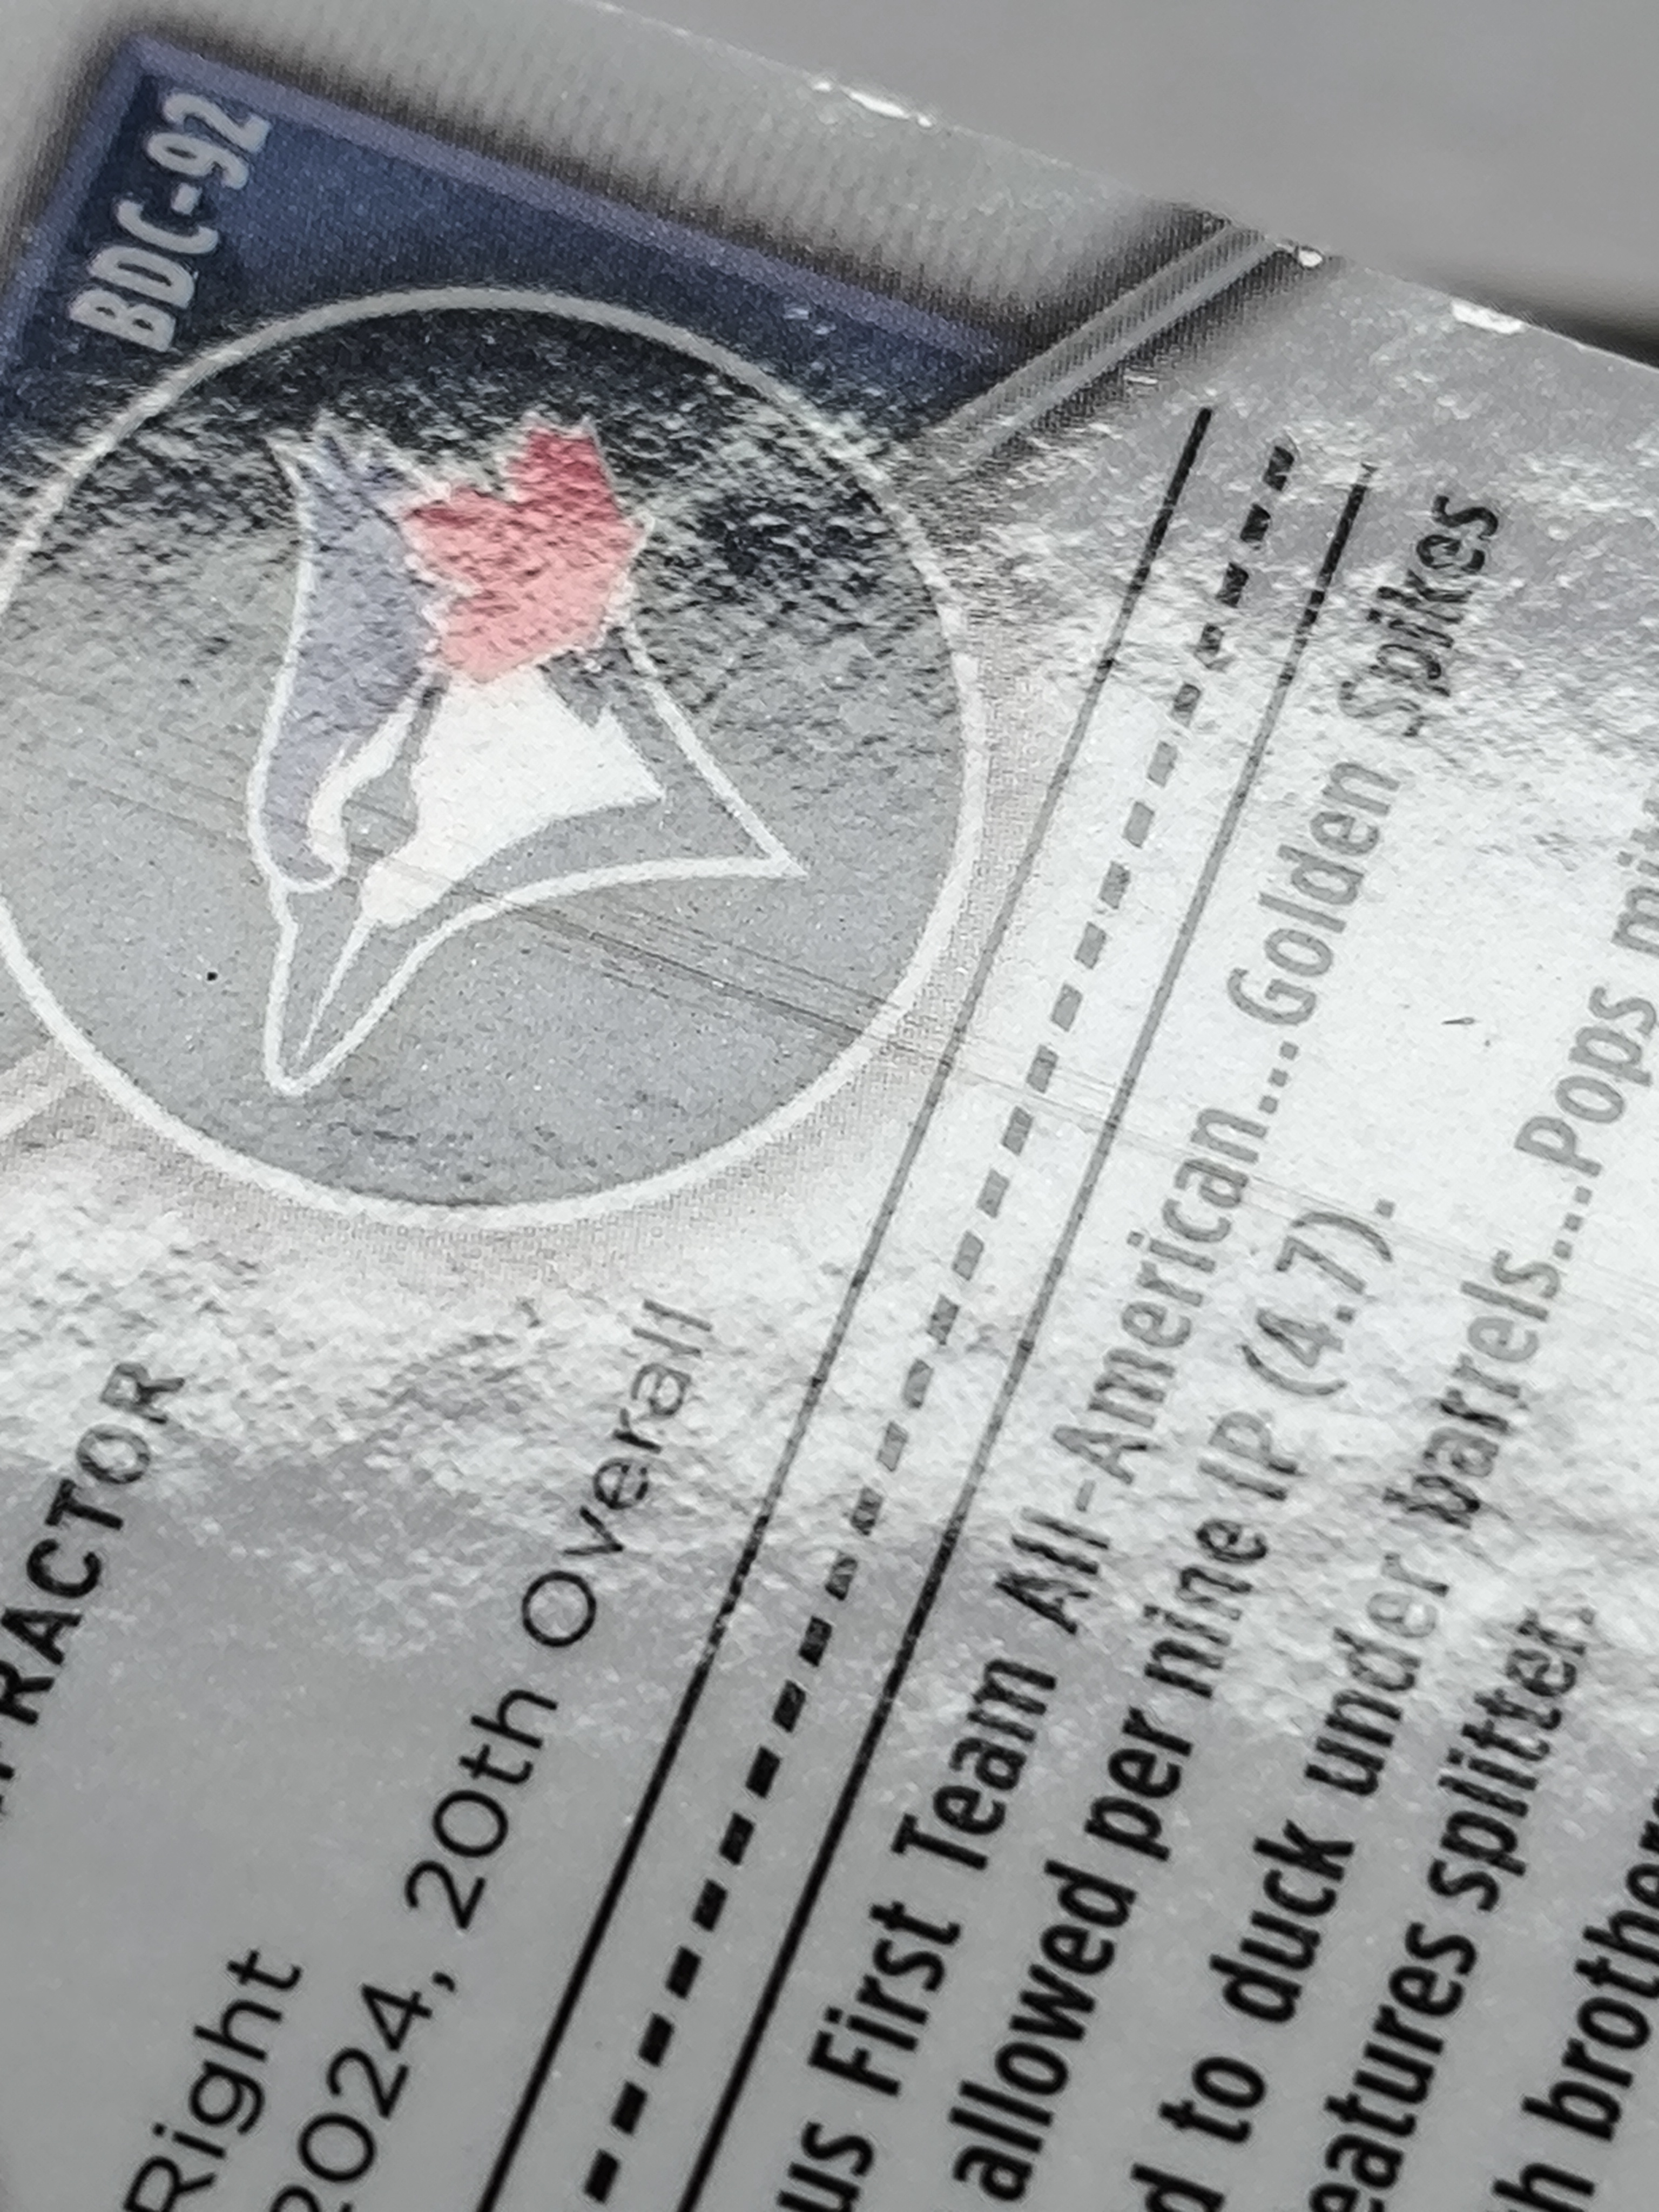 BDC-92
RACTOR
Right
2024, 20th Overall
us First Team All-American...Golden Spikes
allowed per nine IP (4.7).
d to duck under barrels...Pops
eatures splitter.
h